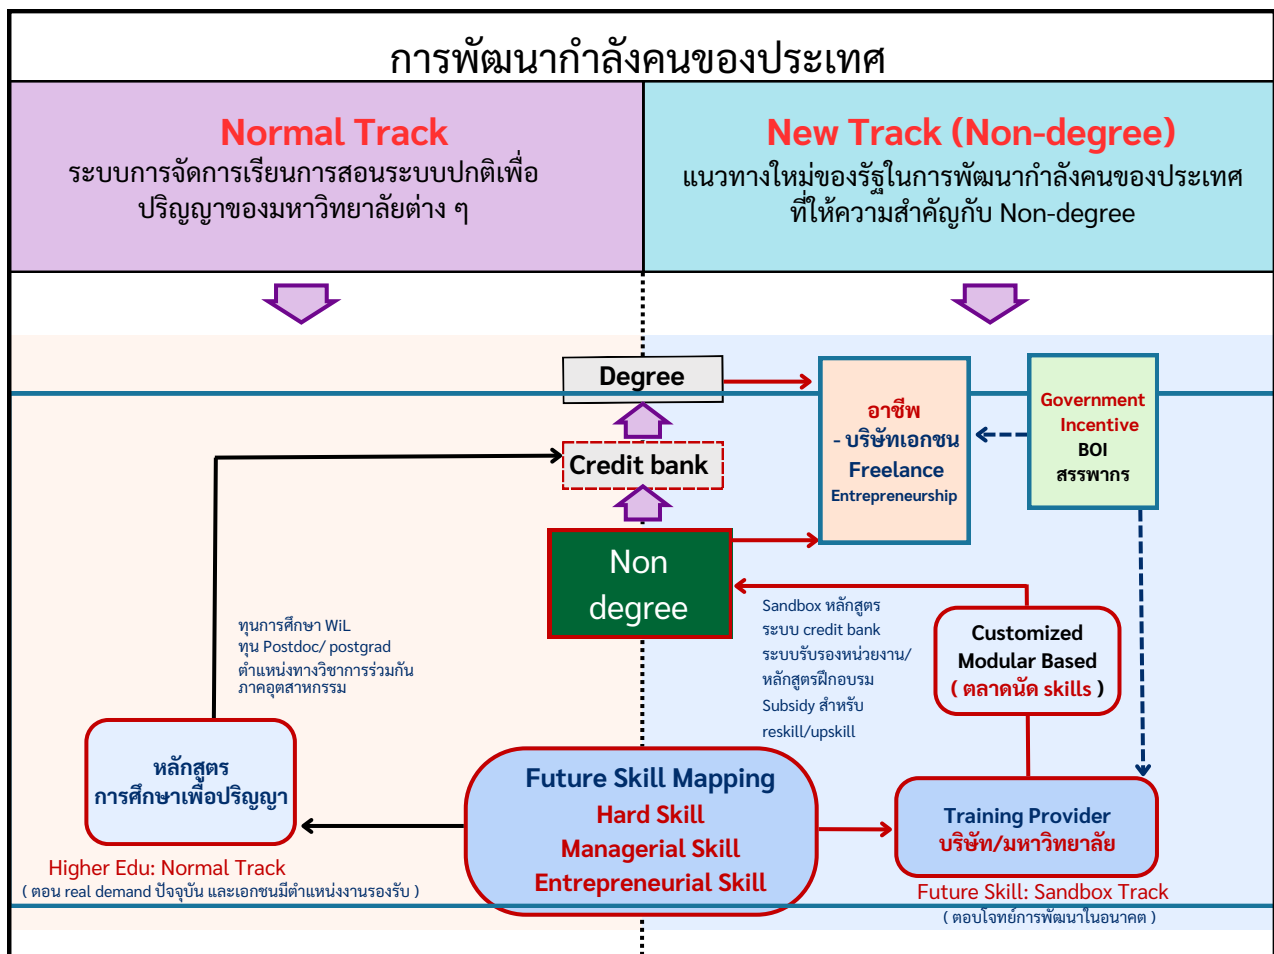 การพัฒนากำลังคนของประเทศ
Normal Track
ระบบการจัดการเรียนการสอนระบบปกติเพื่อ
ปริญญาของมหาวิทยาลัยต่าง ๆ
New Track (Non-degree)
แนวทางใหม่ของรัฐในการพัฒนากำลังคนของประเทศ
ที่ให้ความสำคัญกับ Non-degree
Degree
Credit bank
Non
degree
อาชีพ
- บริษัทเอกชน
Freelance
Entrepreneurship
Government
Incentive
BOI
สรรพากร
ทุนการศึกษา WiL
ทุน Postdoc/ postgrad
ตำแหน่งทางวิชาการร่วมกัน
ภาคอุตสาหกรรม
Sandbox หลักสูตร
ระบบ credit bank
ระบบรับรองหน่วยงาน/
หลักสูตรฝึกอบรม
Subsidy สำหรับ
reskill/upskill
Customized
Modular Based
( ตลาดนัด skills )
หลักสูตร
การศึกษาเพื่อปริญญา
Future Skill Mapping
Hard Skill
Managerial Skill
Entrepreneurial Skill
Training Provider
บริษัท/มหาวิทยาลัย
Higher Edu: Normal Track
( ตอน real demand ปัจจุบัน และเอกชนมีตำแหน่งงานรองรับ )
Future Skill: Sandbox Track
( ตอบโจทย์การพัฒนาในอนาคต )